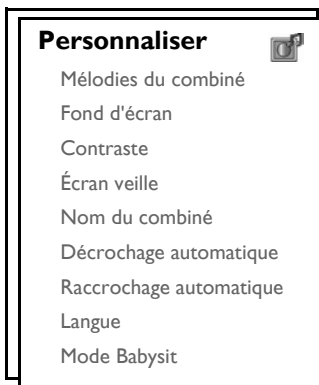 Personnaliser
Mélodies du combiné
Fond d'écran
Contraste
Écran veille
Nom du combiné
Décrochage automatique
Raccrochage automatique
Langue
Mode Babysit